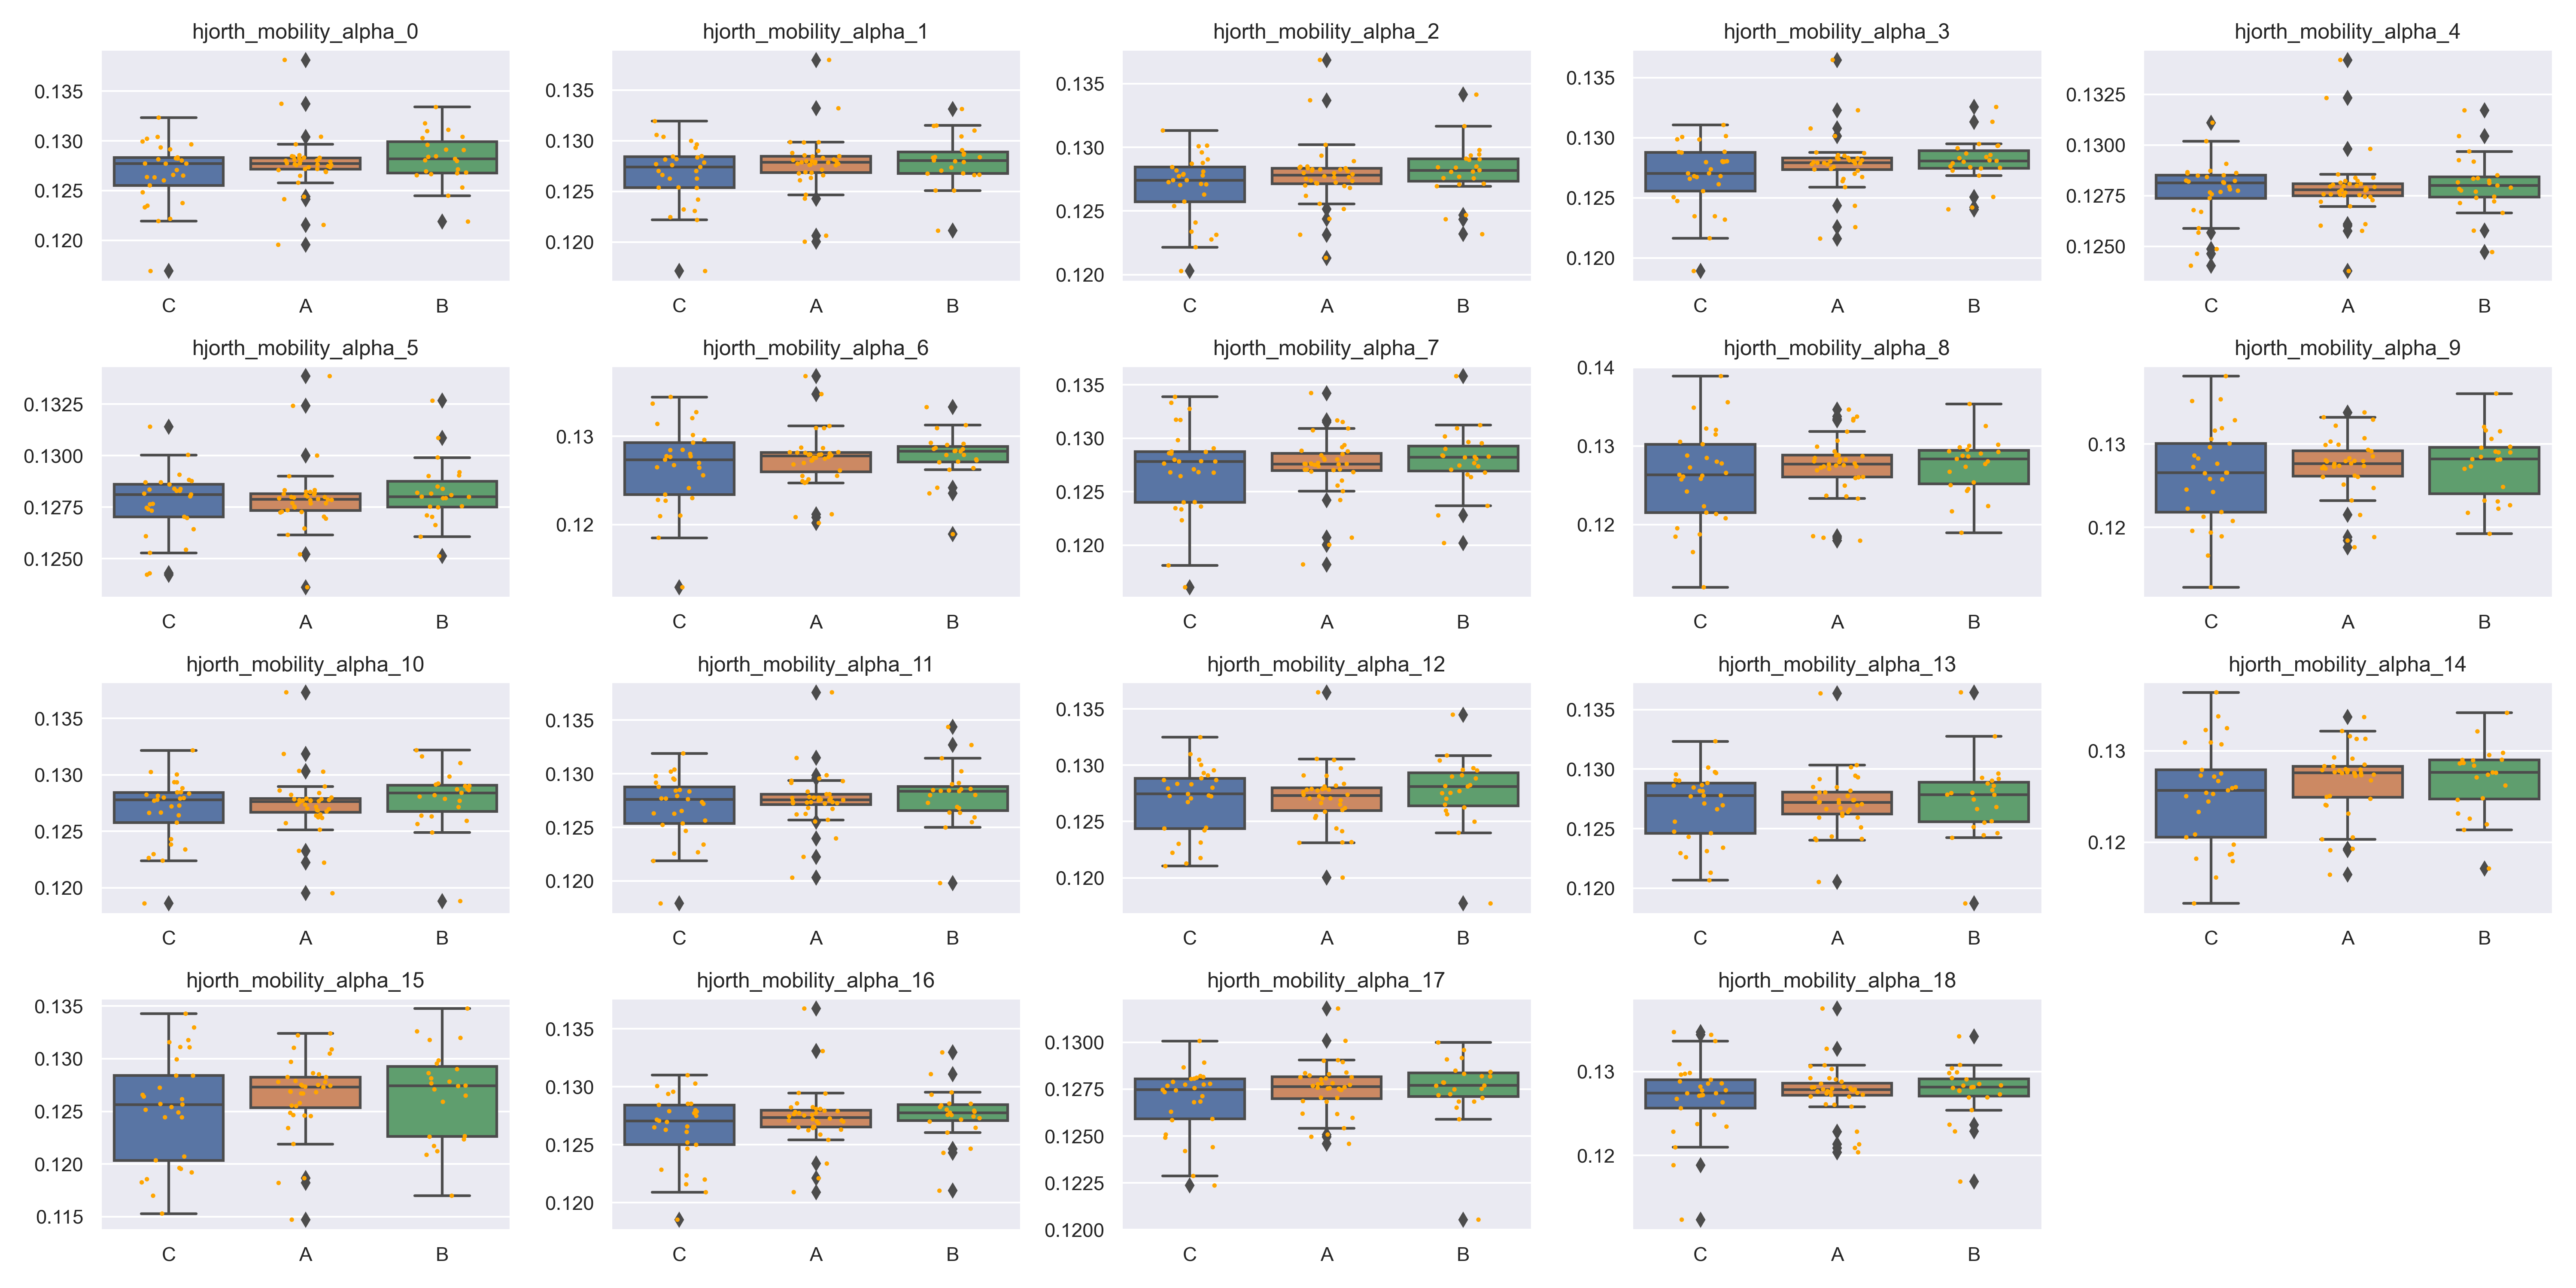 hjorth_mobility_alpha_0
0.135
0.130
0.125
0.120
C A B
hjorth_mobility_alpha_1
0.135
0.130
0.125
0.120
C A B
hjorth_mobility_alpha_2
0.135
0.130
0.125
0.120
C A B
hjorth_mobility_alpha_3
0.135
0.130
0.125
0.120
C A B
hjorth_mobility_alpha_4
0.1325
0.1300
0.1275
0.1250
C A B
hjorth_mobility_alpha_5
0.1325
0.1300
0.1275
0.1250
C A B
hjorth_mobility_alpha_6
0.13
0.12
C A B
hjorth_mobility_alpha_7
0.135
0.130
0.125
0.120
C A B
hjorth_mobility_alpha_8
0.14
0.13
0.12
C A B
hjorth_mobility_alpha_9
0.13
0.12
C A B
hjorth_mobility_alpha_10
0.135
0.130
0.125
0.120
C A B
hjorth_mobility_alpha_11
0.135
0.130
0.125
0.120
C A B
hjorth_mobility_alpha_12
0.135
0.130
0.125
0.120
C A B
hjorth_mobility_alpha_13
0.135
0.130
0.125
0.120
C A B
hjorth_mobility_alpha_14
0.13
0.12
C A B
hjorth_mobility_alpha_15
0.135
0.130
0.125
0.120
0.115
C A B
hjorth_mobility_alpha_16
0.135
0.130
0.125
0.120
C A B
hjorth_mobility_alpha_17
0.1300
0.1275
0.1250
0.1225
0.1200
C A B
hjorth_mobility_alpha_18
0.13
0.12
C A B